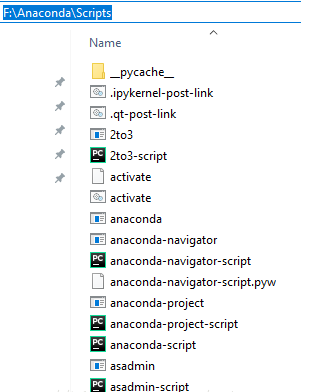 F:\Anaconda\Scripts
Name
__pycache__
.ipykernel-post-link
.qt-post-link
2to3
2to3-script
activate
activate
anaconda
anaconda-navigator
anaconda-navigator-script
anaconda-navigator-script.pyw
anaconda-project
anaconda-project-script
anaconda-script
asadmin
asadmin-script